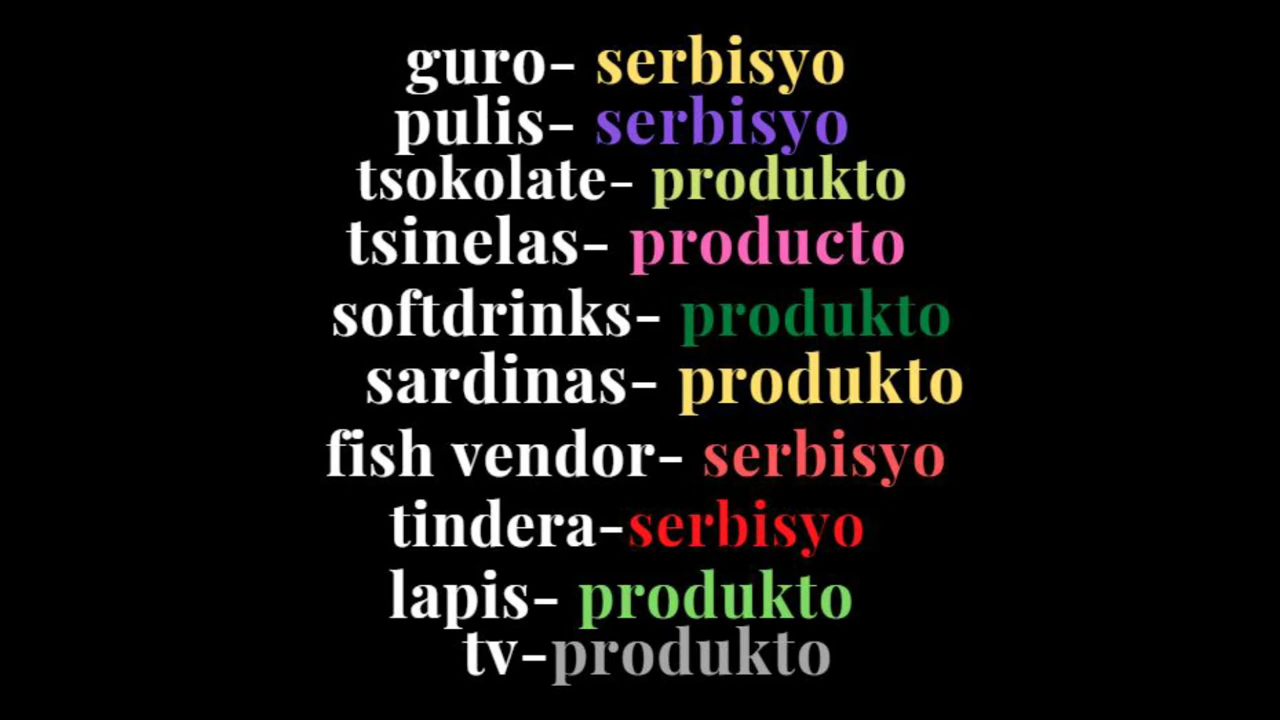 guro- serbisyo
pulis- serbisyo
tsokolate- produkto
tsinelas- producto
softdrinks- produkto
sardinas- produkto
fish vendor- serbisyo
tindera-serbisyo
lapis- produkto
tv-produkto